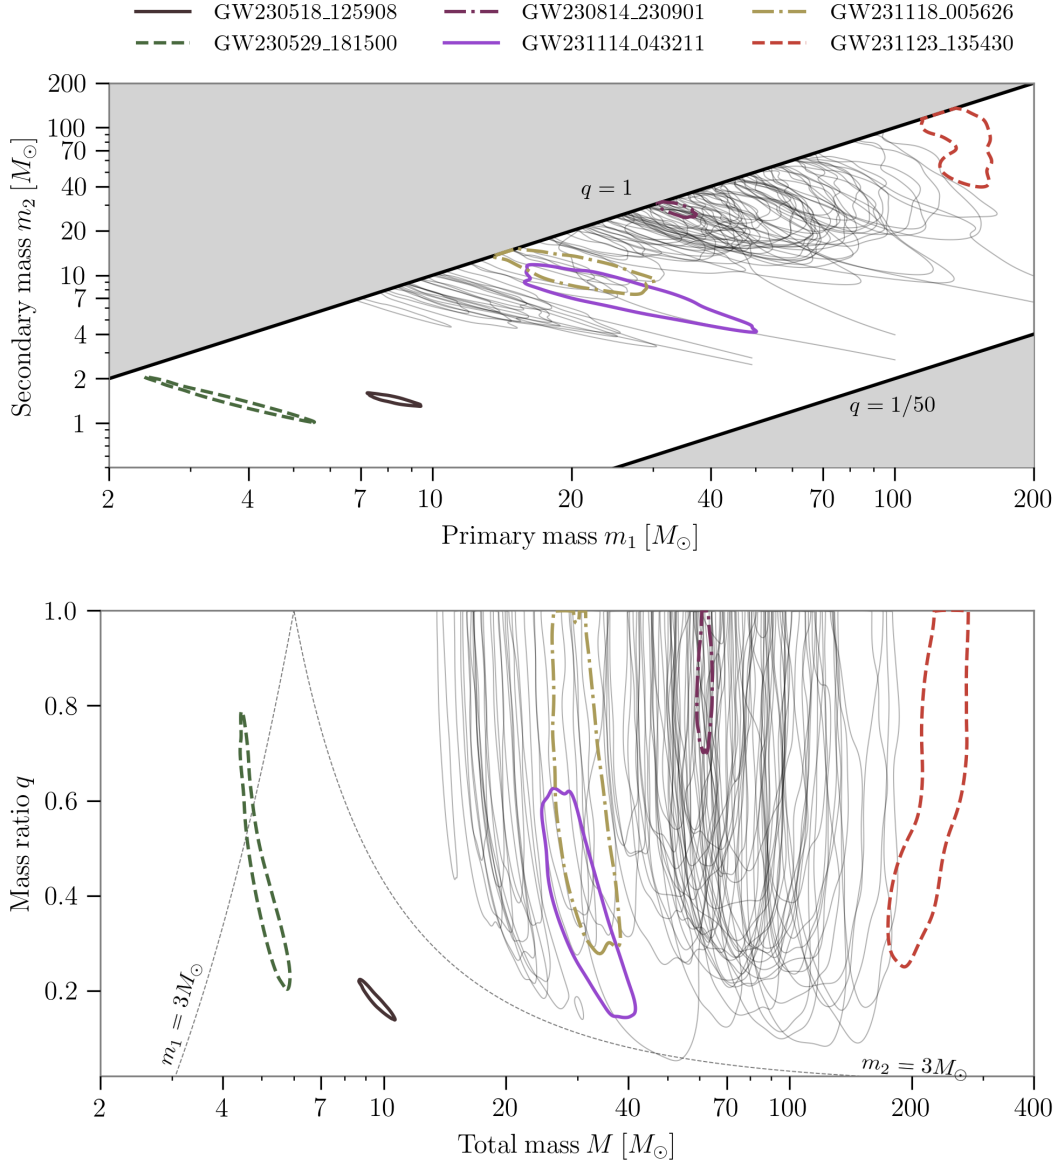 GW230518_125908 GW230814_230901 GW231118_005626
GW230529_181500 GW231114_043211 GW231123_135430
200
100
70
40
20
10
7
4
2
1
Secondary mass m₂ [M⊙]
q = 1
q = 1/50
2 4 7 10 20 40 70 100 200
Primary mass m₁ [M⊙]
1.0
0.8
0.6
0.4
0.2
Mass ratio q
m₁ = 3M⊙
m₂ = 3M⊙
2 4 7 10 20 40 70 100 200 400
Total mass M [M⊙]